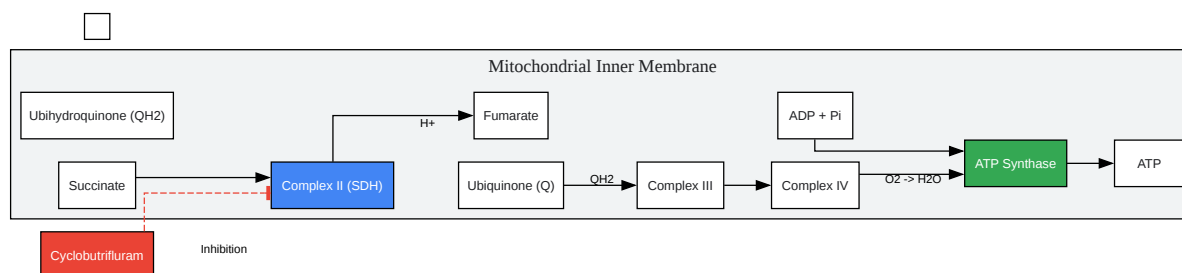 Mitochondrial Inner Membrane
Ubihydroquinone (QH2)
Fumarate
ADP + Pi
H+
Succinate
Complex II (SDH)
Ubiquinone (Q)
QH2
Complex III
Complex IV
O2 -> H2O
ATP Synthase
ATP
Cyclobutrifluram
Inhibition